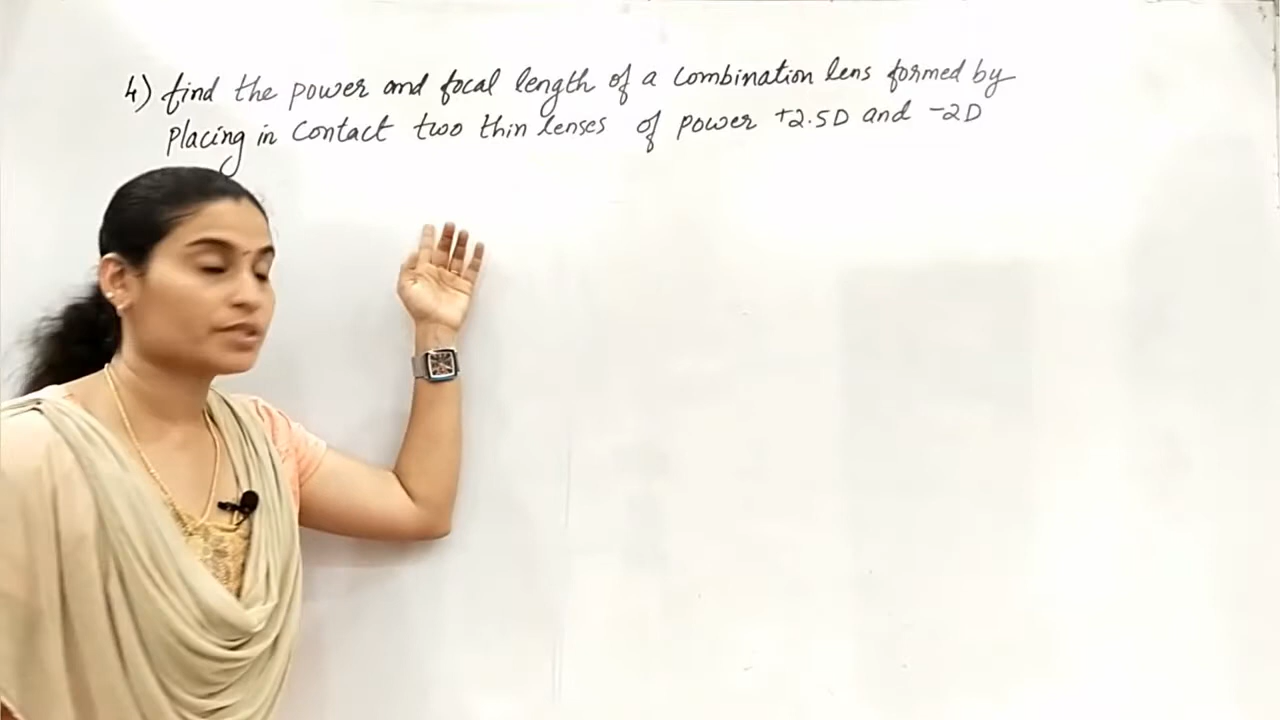 4) find the power and focal length of a combination lens formed by
Placing in Contact two thin lenses of power +2.5D and -2D